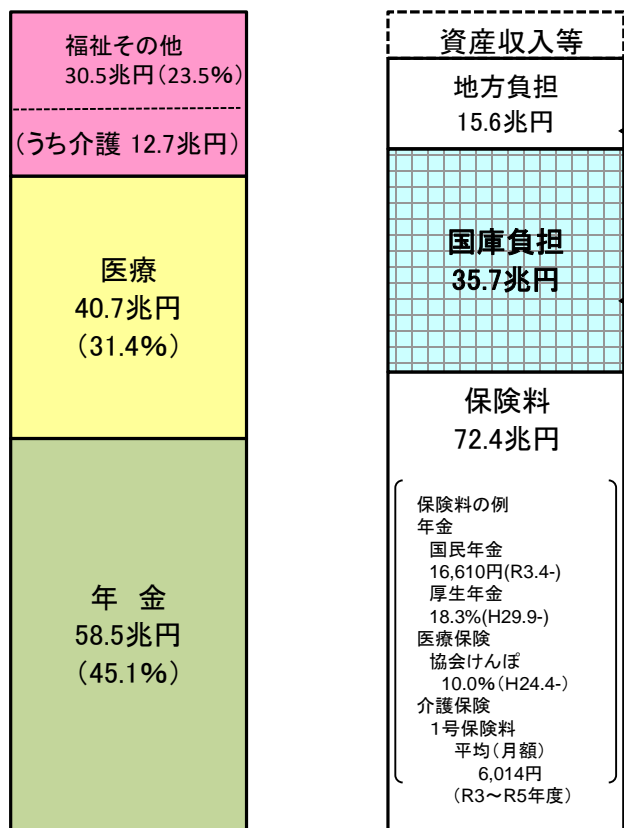 福祉その他
30.5兆円(23.5%)
(うち介護 12.7兆円)
医療
40.7兆円
(31.4%)
年 金
58.5兆円
(45.1%)
資産収入等
地方負担
15.6兆円
国庫負担
35.7兆円
保険料
72.4兆円
保険料の例
年金
国民年金
16,610円(R3.4-)
厚生年金
18.3%(H29.9-)
医療保険
協会けんぽ
10.0%(H24.4-)
介護保険
1号保険料
平均(月額)
6,014円
(R3～R5年度)